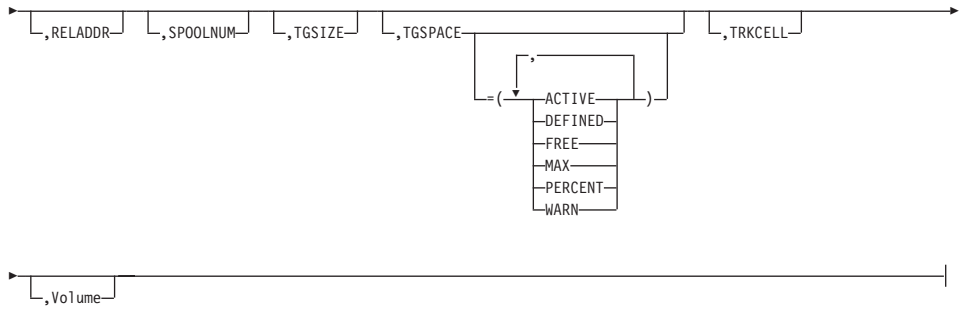 ,RELADDR ,SPOOLNUM ,TGSIZE ,TGSPACE ,TRKCELL
,
=( ACTIVE )
DEFINED
FREE
MAX
PERCENT
WARN
,Volume